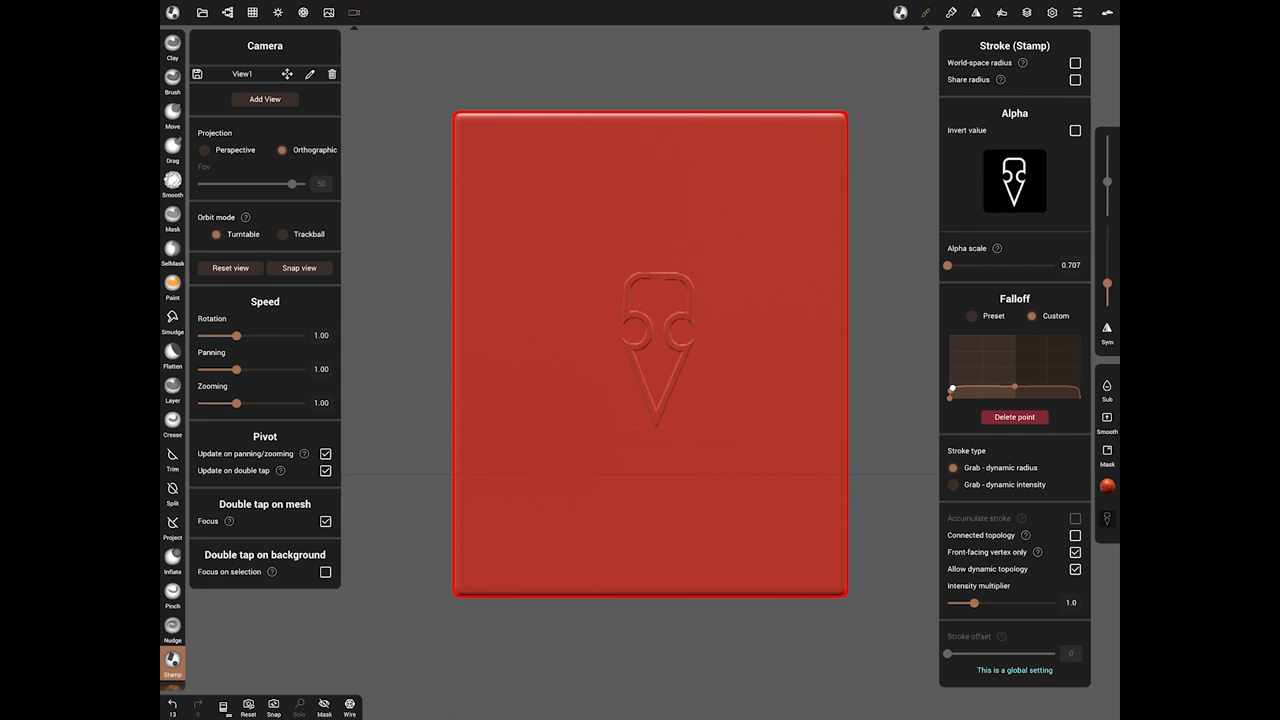 Clay
Brush
Move
Drag
Smooth
Mask
SelMask
Paint
Smudge
Flatten
Layer
Crease
Trim
Split
Project
Inflate
Pinch
Nudge
Stamp
Camera
View1
Add View
Projection
Perspective Orthographic
Fov
50
Orbit mode ?
Turntable Trackball
Reset view Snap view
Speed
Rotation
1.00
Panning
1.00
Zooming
1.00
Pivot
Update on panning/zooming ?
Update on double tap ?
Double tap on mesh
Focus ?
Double tap on background
Focus on selection ?
Stroke (Stamp)
World-space radius ?
Share radius ?
Alpha
Invert value
Alpha scale ?
0.707
Falloff
Preset Custom
Delete point
Stroke type
Grab - dynamic radius
Grab - dynamic intensity
Accumulate stroke ?
Connected topology ?
Front-facing vertex only ?
Allow dynamic topology
Intensity multiplier
1.0
Stroke offset ?
0
This is a global setting
Sym
Sub
Smooth
Mask
13 0 Reset Snap Solo Mask Wire